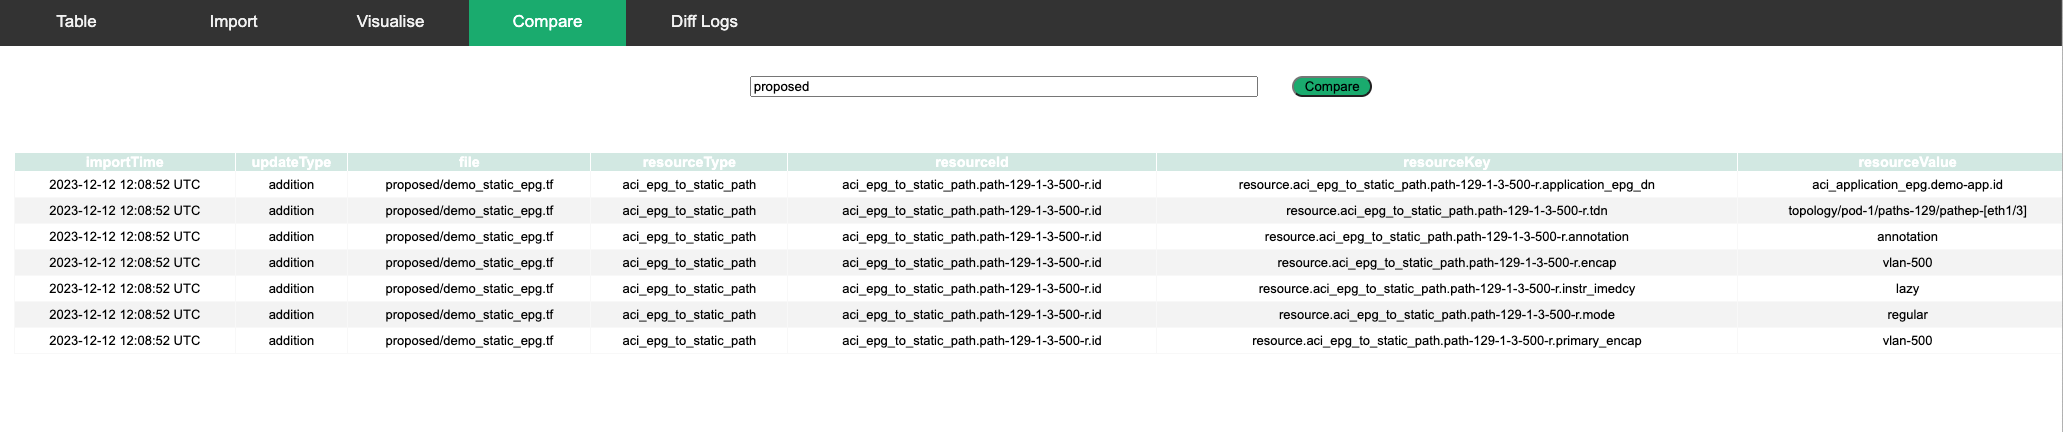 Table Import Visualise Compare Diff Logs
proposed Compare
importTime updateType file resourceType resourceId resourceKey resourceValue
2023-12-12 12:08:52 UTC addition proposed/demo_static_epg.tf aci_epg_to_static_path aci_epg_to_static_path.path-129-1-3-500-r.id resource.aci_epg_to_static_path.path-129-1-3-500-r.application_epg_dn aci_application_epg.demo-app.id
2023-12-12 12:08:52 UTC addition proposed/demo_static_epg.tf aci_epg_to_static_path aci_epg_to_static_path.path-129-1-3-500-r.id resource.aci_epg_to_static_path.path-129-1-3-500-r.tdn topology/pod-1/paths-129/pathep-[eth1/3]
2023-12-12 12:08:52 UTC addition proposed/demo_static_epg.tf aci_epg_to_static_path aci_epg_to_static_path.path-129-1-3-500-r.id resource.aci_epg_to_static_path.path-129-1-3-500-r.annotation annotation
2023-12-12 12:08:52 UTC addition proposed/demo_static_epg.tf aci_epg_to_static_path aci_epg_to_static_path.path-129-1-3-500-r.id resource.aci_epg_to_static_path.path-129-1-3-500-r.encap vlan-500
2023-12-12 12:08:52 UTC addition proposed/demo_static_epg.tf aci_epg_to_static_path aci_epg_to_static_path.path-129-1-3-500-r.id resource.aci_epg_to_static_path.path-129-1-3-500-r.instr_imedcy lazy
2023-12-12 12:08:52 UTC addition proposed/demo_static_epg.tf aci_epg_to_static_path aci_epg_to_static_path.path-129-1-3-500-r.id resource.aci_epg_to_static_path.path-129-1-3-500-r.mode regular
2023-12-12 12:08:52 UTC addition proposed/demo_static_epg.tf aci_epg_to_static_path aci_epg_to_static_path.path-129-1-3-500-r.id resource.aci_epg_to_static_path.path-129-1-3-500-r.primary_encap vlan-500